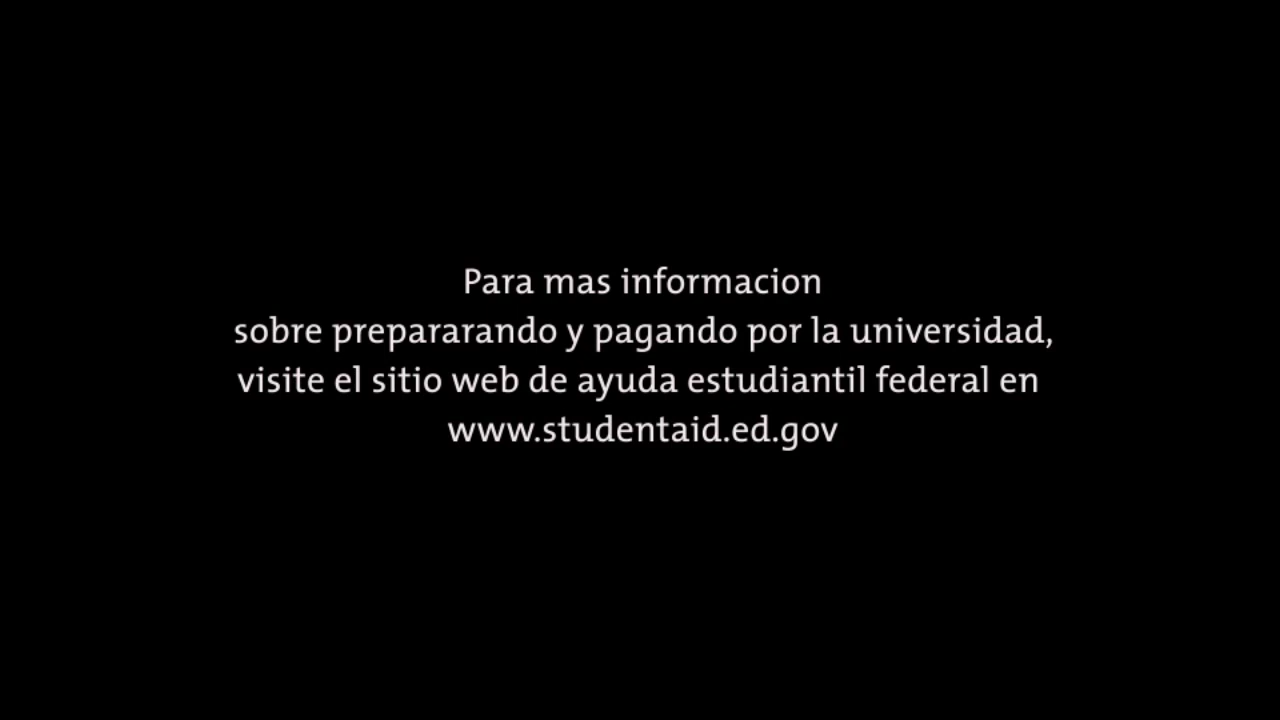 Para mas informacion
sobre prepararando y pagando por la universidad,
visite el sitio web de ayuda estudiantil federal en
www.studentaid.ed.gov